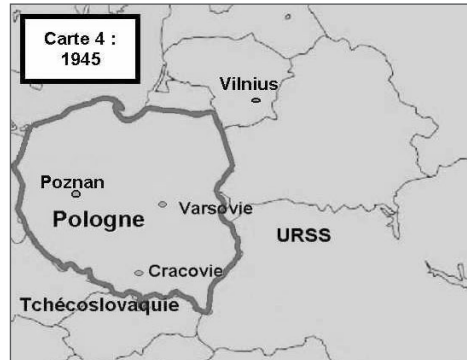 Carte 4 :
1945
Vilnius
Poznan
Varsovie
Pologne
URSS
Cracovie
Tchécoslovaquie